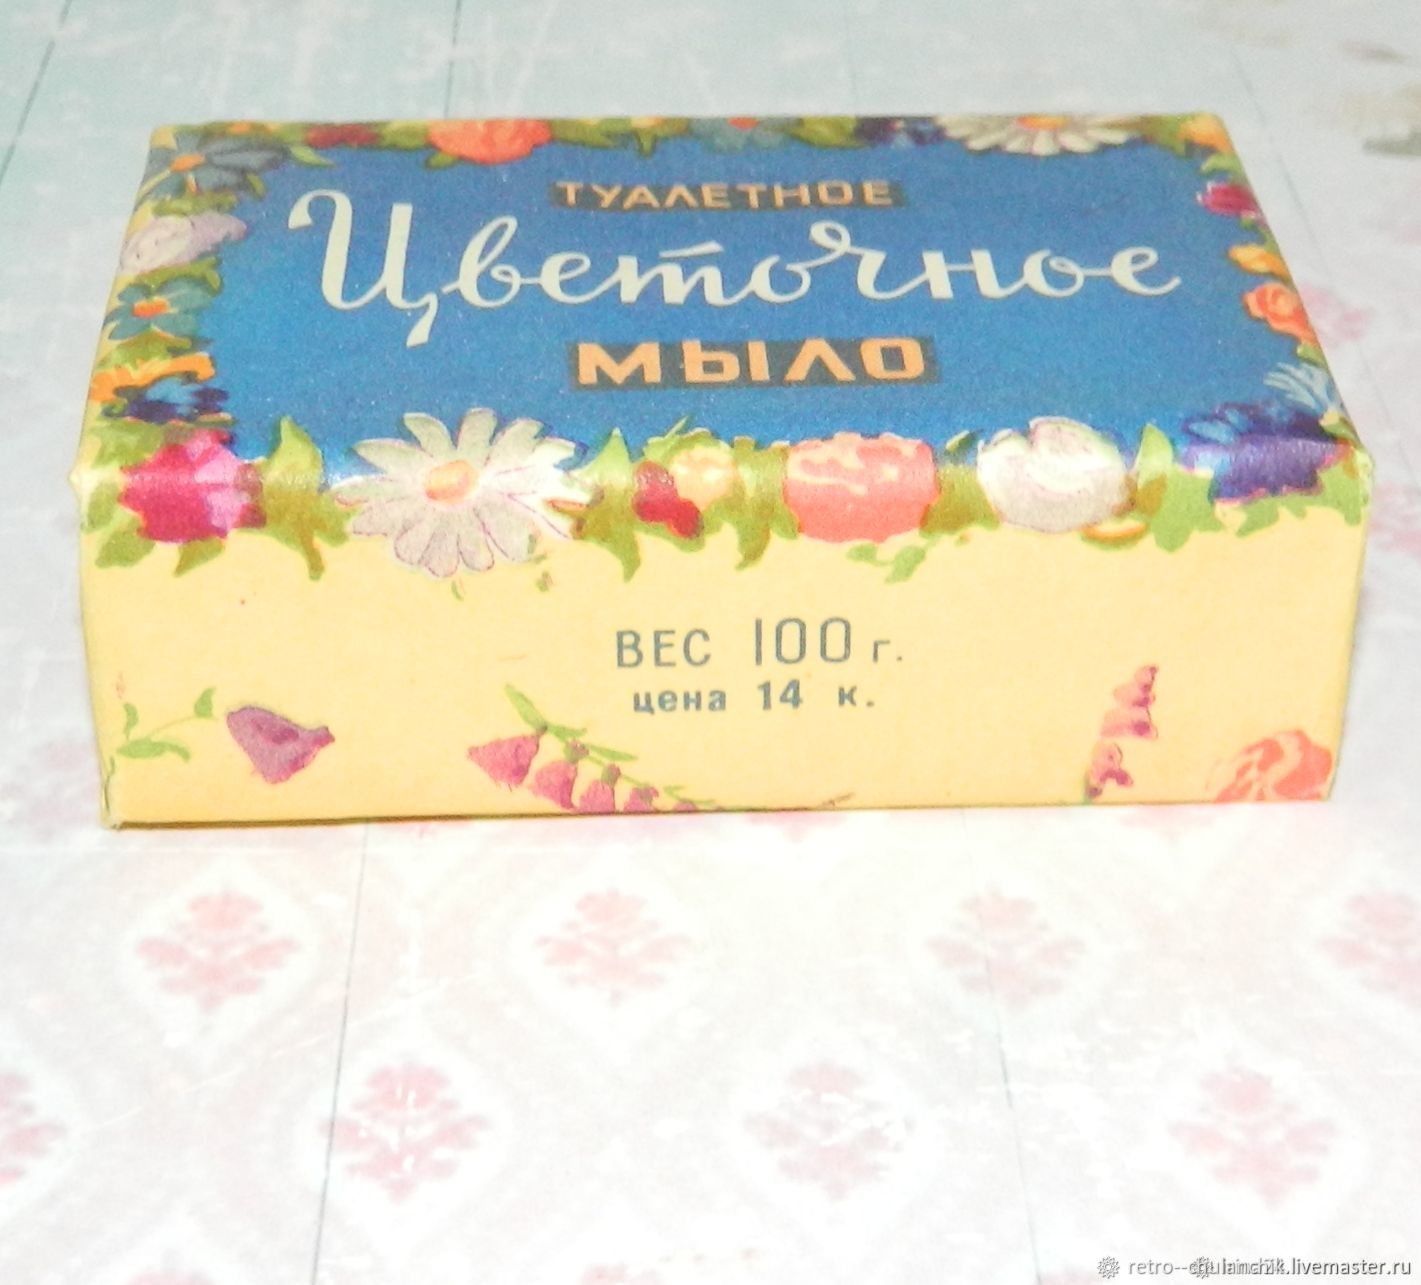 ТУАЛЕТНОЕ
Цветочное
МЫЛО
ВЕС 100 г.
цена 14 к.